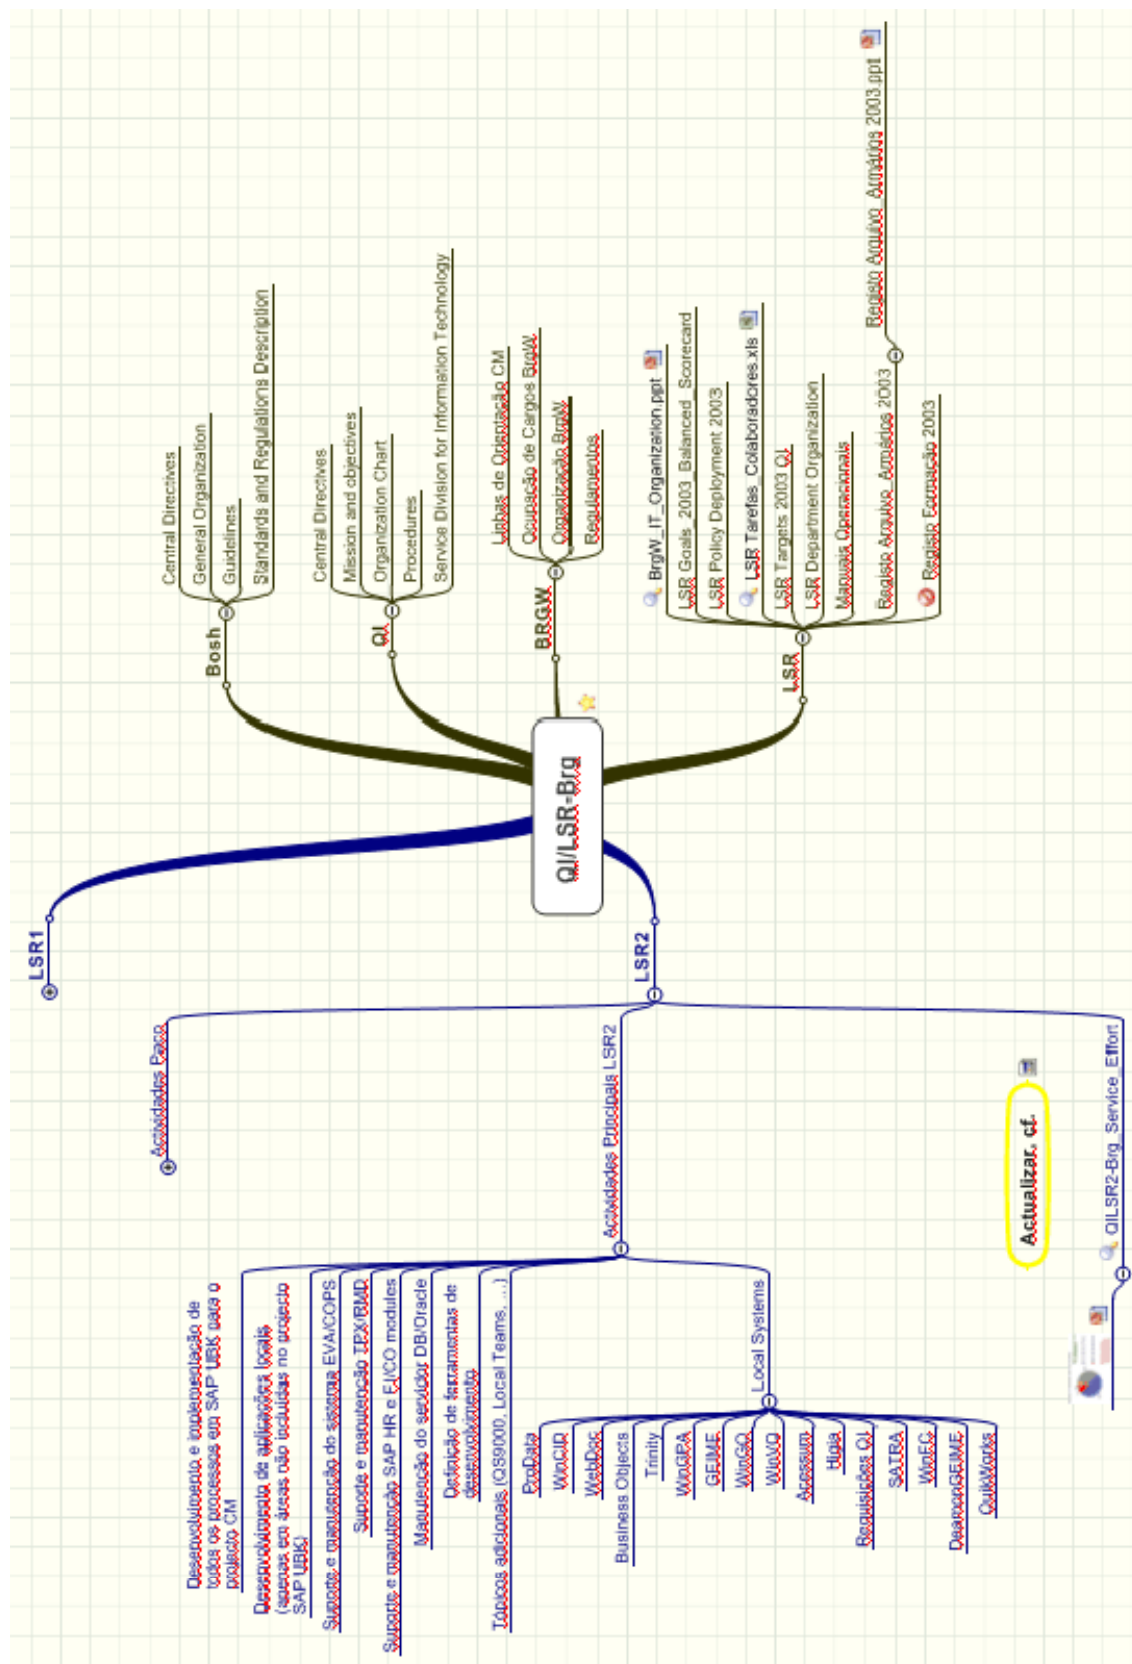 QI/LSR-Brg
Bosh
Central Directives
General Organization
Guidelines
Standards and Regulations Description
QI
Central Directives
Mission and objectives
Organization Chart
Procedures
Service Division for Information Technology
BRGW
Linhas de Orientação CM
Ocupação de Cargos BrgW
Organização BrgW
Regulamentos
LSR
BrgW_IT_Organization.ppt
LSR Goals_2003_Balanced_Scorecard
LSR Policy Deployment 2003
LSR Tarefas_Colaboradores.xls
LSR Targets 2003 QI
LSR Department Organization
Manuais Operacionais
Registo Arquivo_Armários 2003
Registo Arquivo_Armários 2003.ppt
Registo Formação 2003
LSR1
LSR2
Actividades Paco
Actividades Principais LSR2
Desenvolvimento e implementação de
todos os processos em SAP UBK para o
projecto CM
Desenvolvimento de aplicações locais
(apenas em áreas não incluídas no projecto
SAP UBK)
Suporte e manutenção do sistema EVA/COPS
Suporte e manutenção TPX/RMD
Suporte e manutenção SAP HR e FI/CO modules
Manutenção do servidor DB/Oracle
Definição de ferramentas de
desenvolvimento
Tópicos adicionais (QS9000, Local Teams, ...)
Local Systems
ProData
WinCID
WebDoc
Business Objects
Trinity
WinGPA
GEIME
WinGO
WinVQ
Acessum
Higia
Requisições QI
SATRA
WinFC
DeamonGEIME
QuikWorks
Actualizar, cf.
QILSR2-Brg_Service_Effort